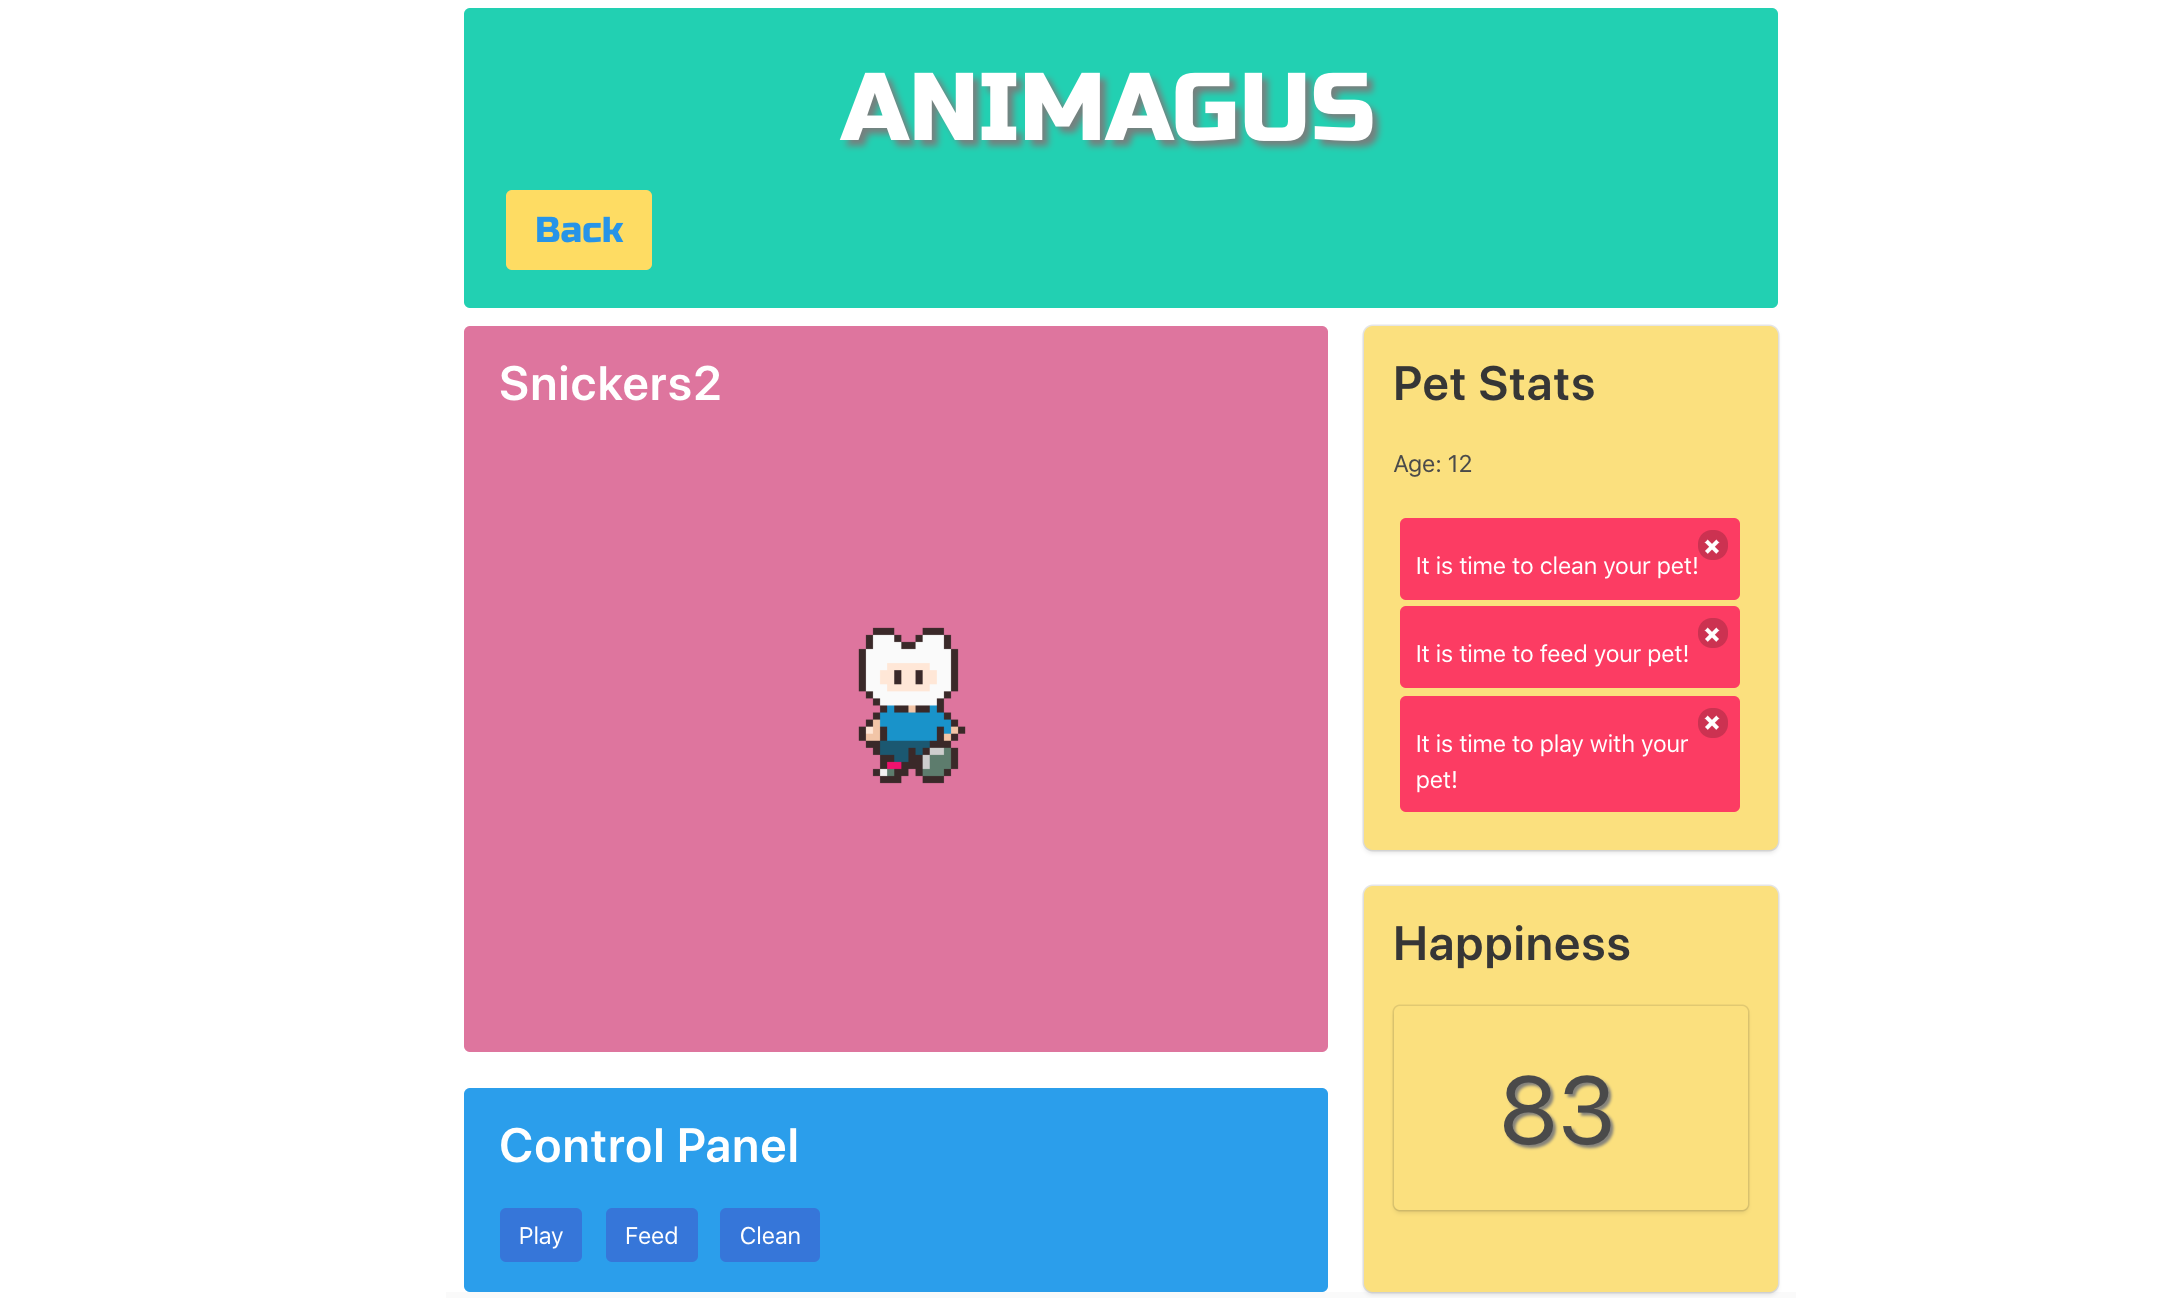 ANIMAGUS
Back
Snickers2
Pet Stats
Age: 12
It is time to clean your pet!
It is time to feed your pet!
It is time to play with your
pet!
Happiness
83
Control Panel
Play Feed Clean